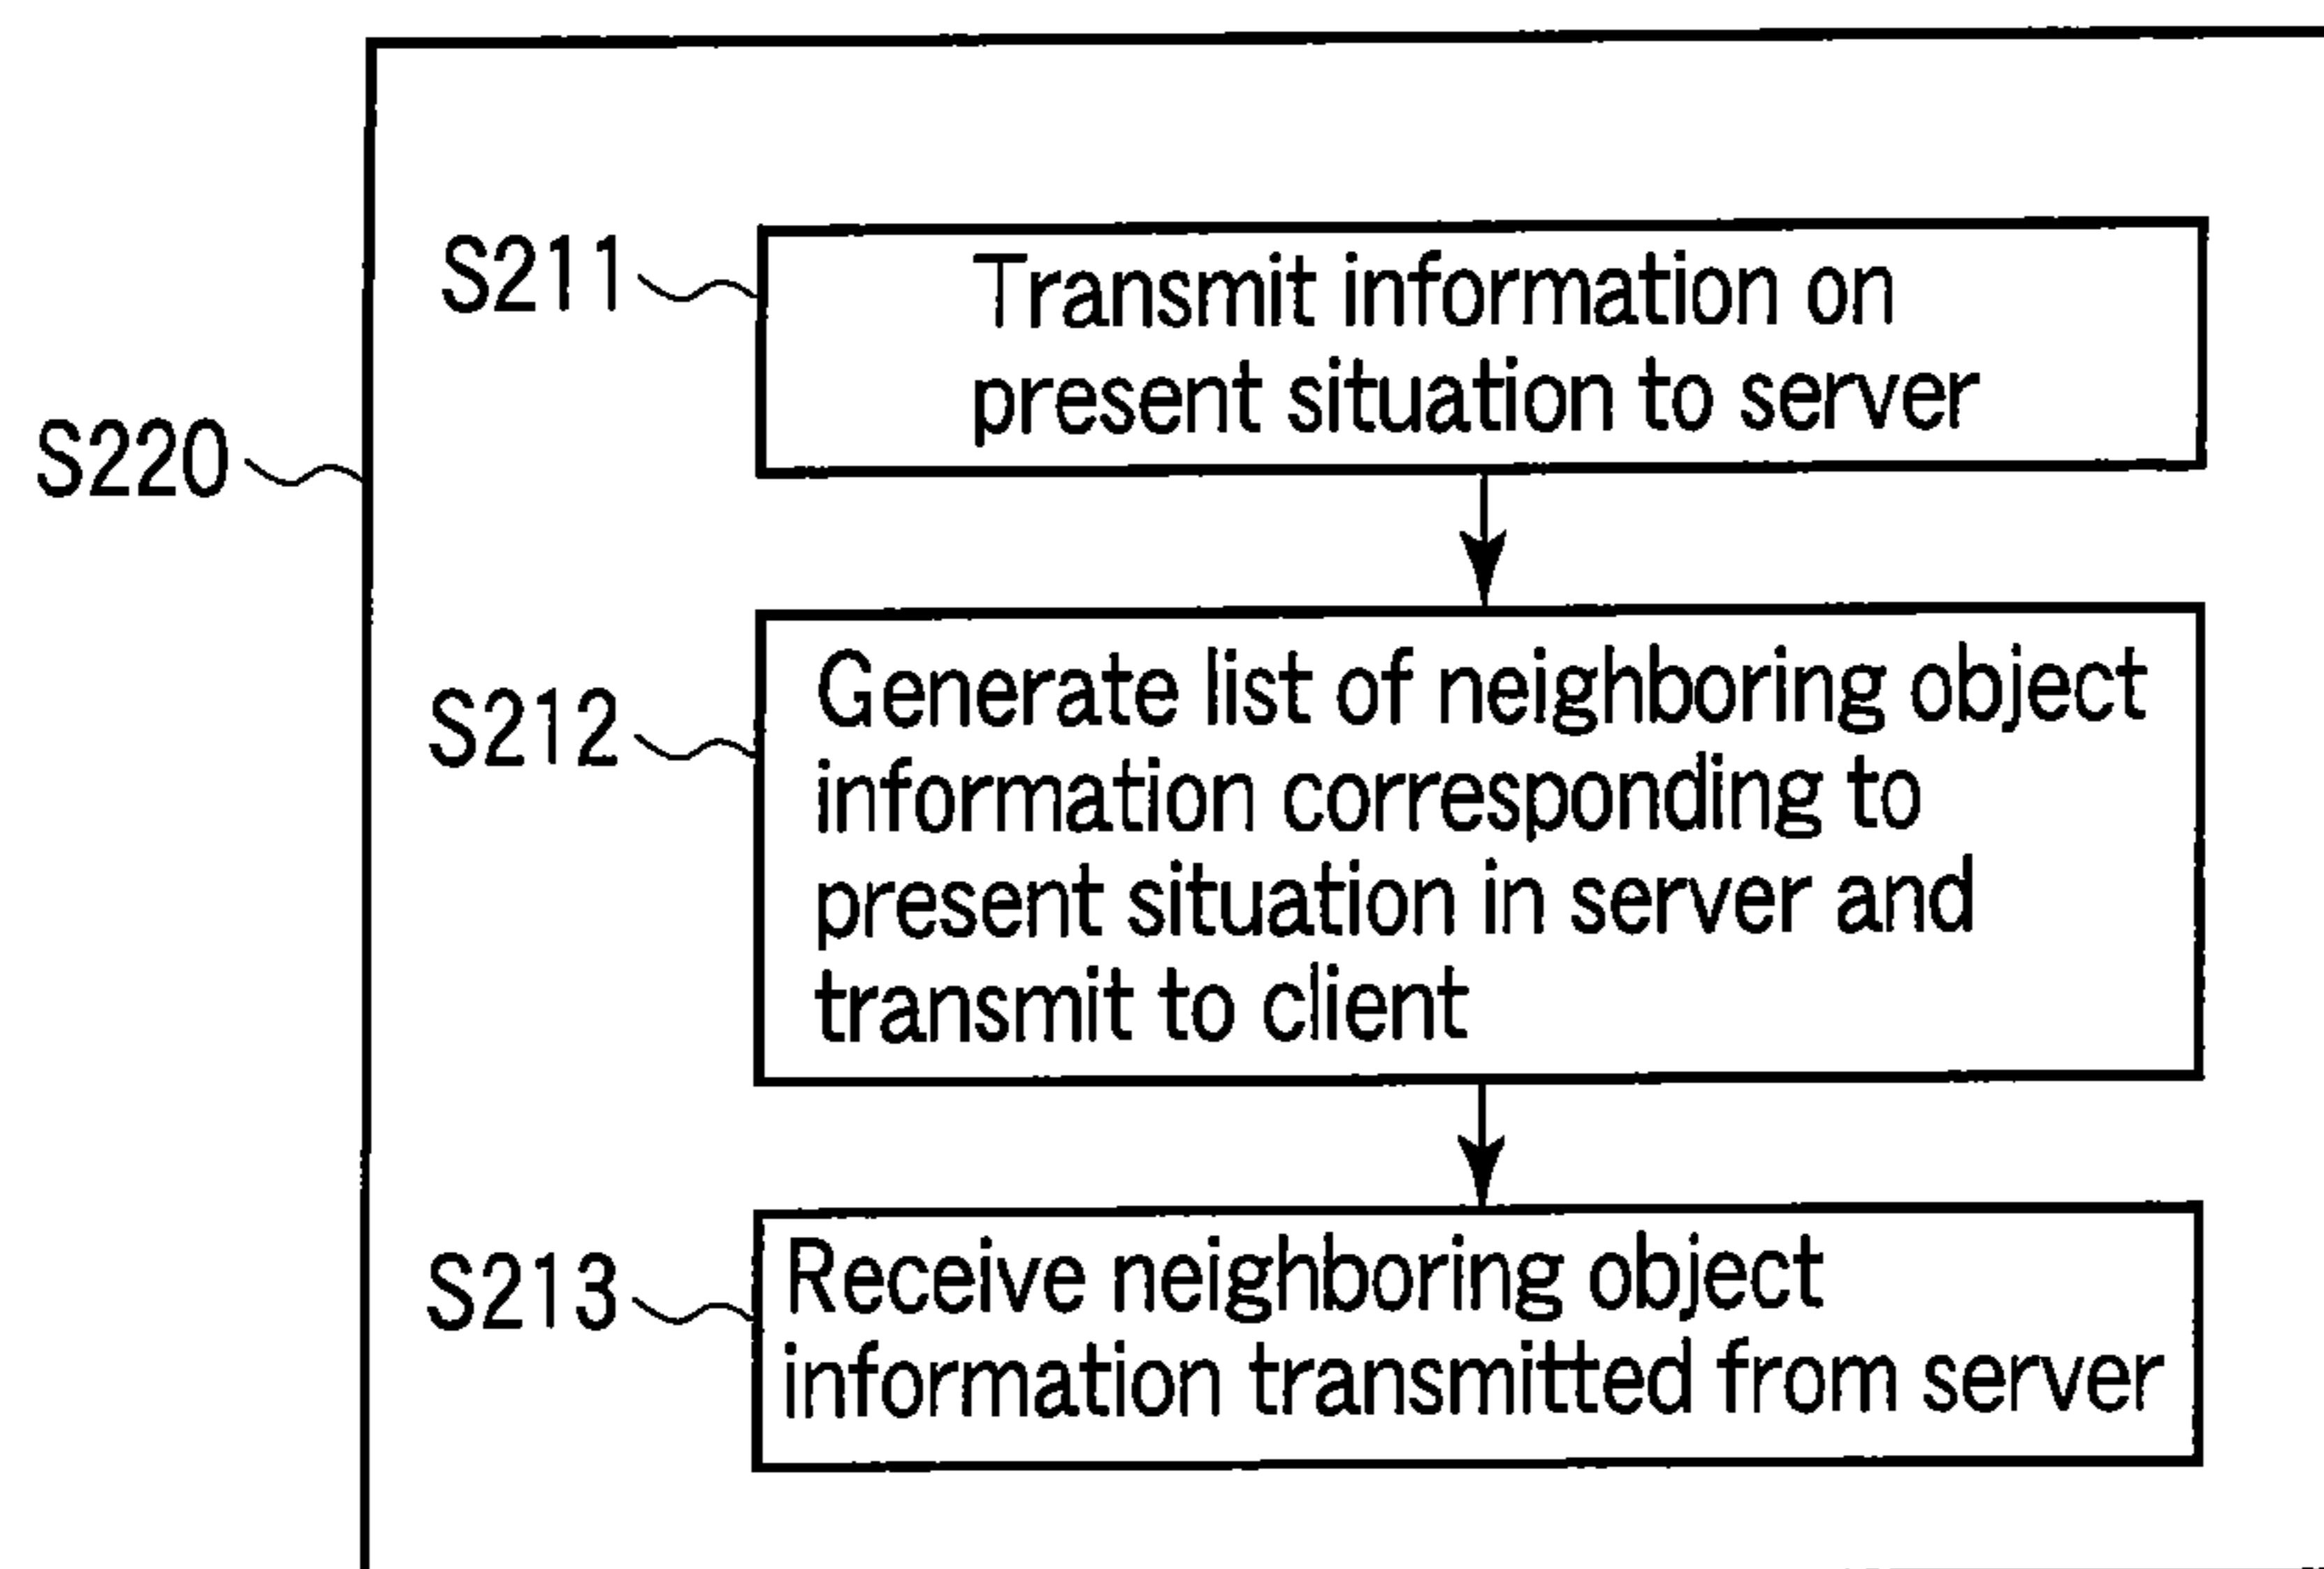 S211
Transmit information on
present situation to server
S220
S212
Generate list of neighboring object
information corresponding to
present situation in server and
transmit to client
S213
Receive neighboring object
information transmitted from server